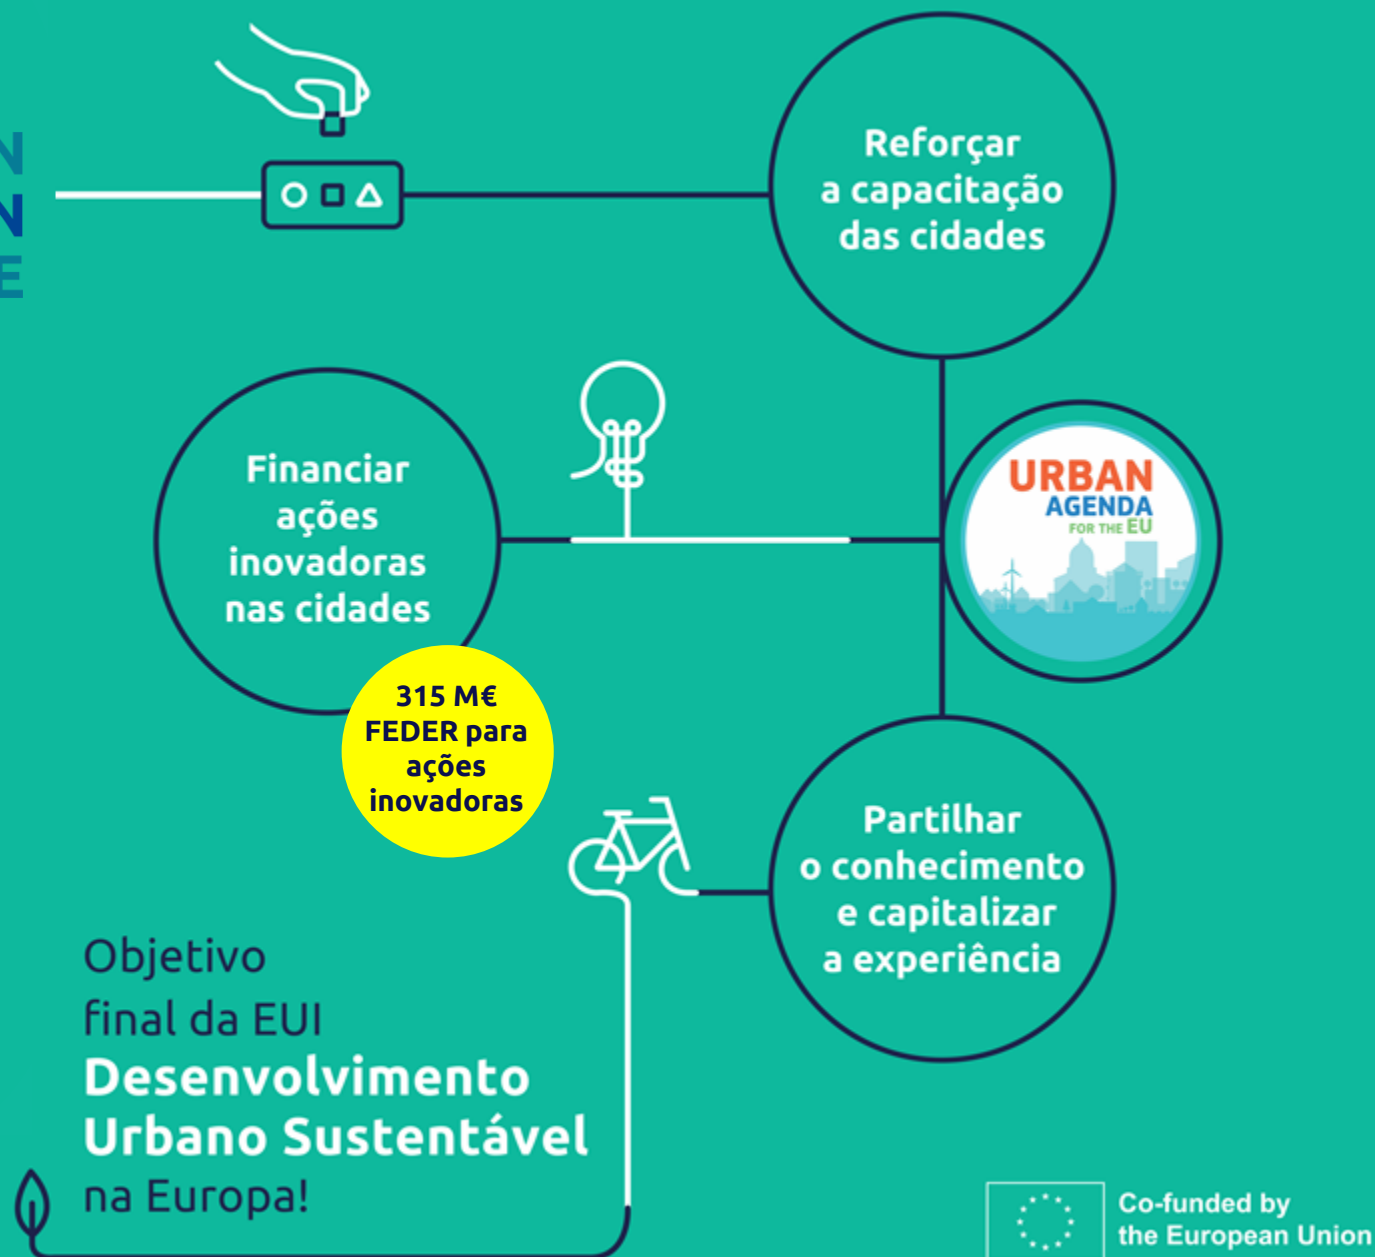 N
N
E
Reforçar
a capacitação
das cidades
Financiar
ações
inovadoras
nas cidades
315 M€
FEDER para
ações
inovadoras
URBAN
AGENDA
FOR THE EU
Partilhar
o conhecimento
e capitalizar
a experiência
Objetivo
final da EUI
Desenvolvimento
Urbano Sustentável
na Europa!
Co-funded by
the European Union